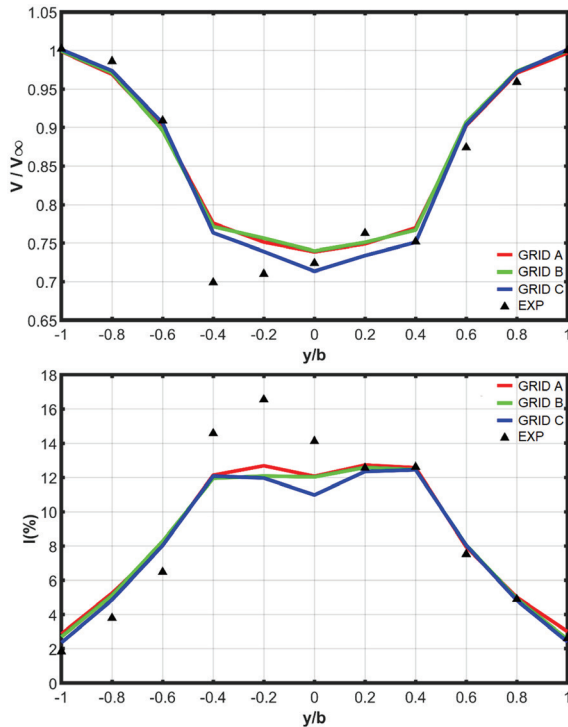 1.05
1
0.95
0.9
0.85
0.8
0.75
0.7
0.65
V / V∞
-1 -0.8 -0.6 -0.4 -0.2 0 0.2 0.4 0.6 0.8 1
y/b
GRID A
GRID B
GRID C
EXP
18
16
14
12
10
8
6
4
2
0
I(%)
-1 -0.8 -0.6 -0.4 -0.2 0 0.2 0.4 0.6 0.8 1
y/b
GRID A
GRID B
GRID C
EXP